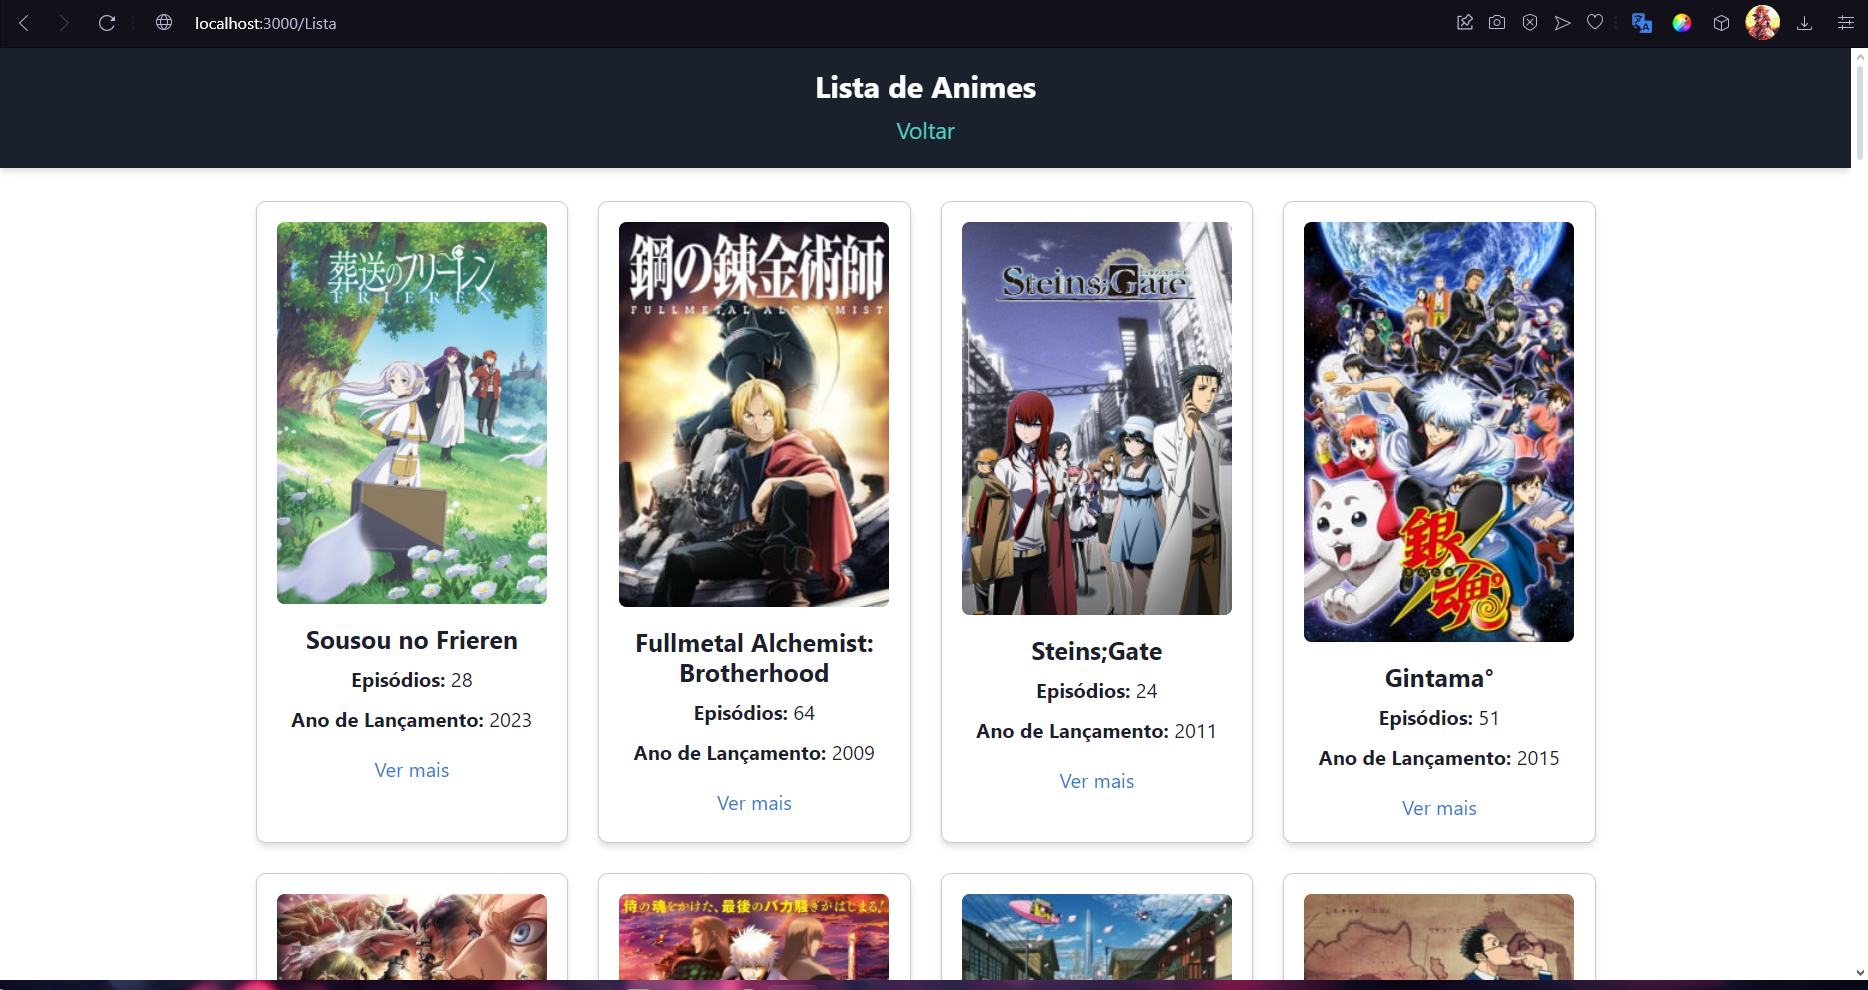 localhost:3000/Lista
Lista de Animes
Voltar
葬送のフリーレン
FRIEREN
Sousou no Frieren
Episódios: 28
Ano de Lançamento: 2023
Ver mais
鋼の錬金術師
FULLMETAL ALCHEMIST
Fullmetal Alchemist:
Brotherhood
Episódios: 64
Ano de Lançamento: 2009
Ver mais
Steins;Gate
Steins;Gate
Episódios: 24
Ano de Lançamento: 2011
Ver mais
銀魂°
Gintama°
Episódios: 51
Ano de Lançamento: 2015
Ver mais
侍の魂をかけた、最後のバカ騒ぎがはじまる!